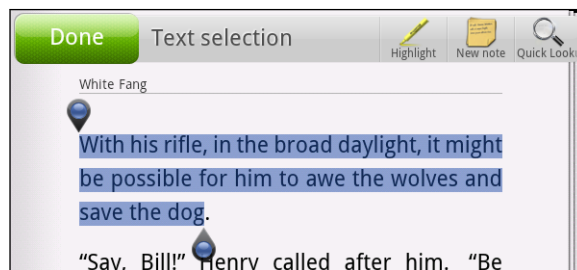 Done
Text selection
Highlight
New note
Quick Look
White Fang
With his rifle, in the broad daylight, it might
be possible for him to awe the wolves and
save the dog.
“Say, Bill!” Henry called after him. “Be